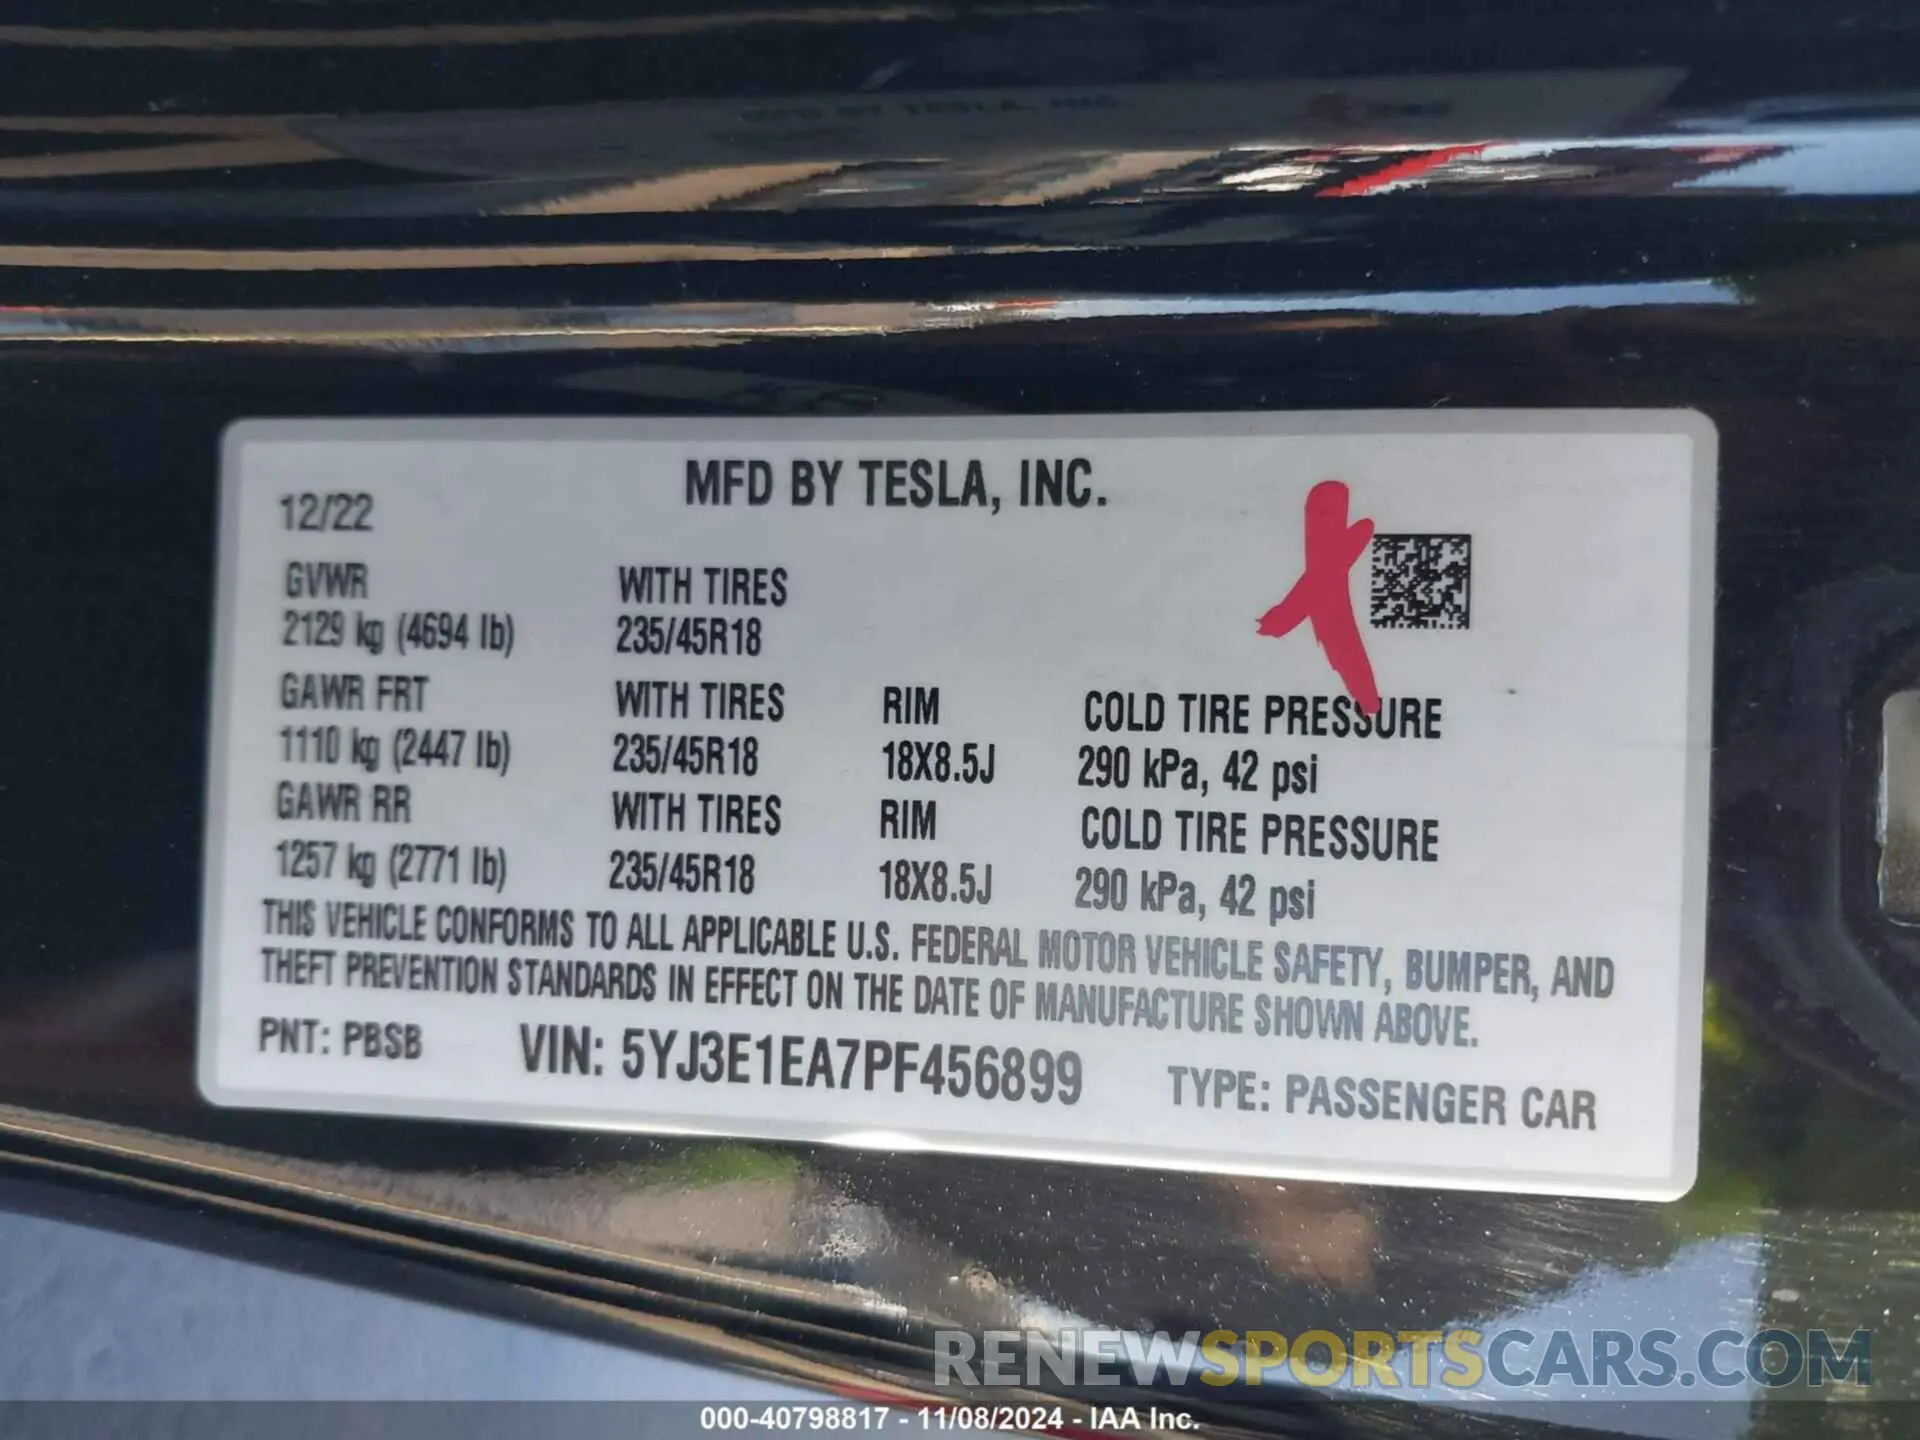 MFD BY TESLA, INC.
12/22
GVWR WITH TIRES
2129 kg (4694 lb) 235/45R18
GAWR FRT WITH TIRES RIM COLD TIRE PRESSURE
1110 kg (2447 lb) 235/45R18 18X8.5J 290 kPa, 42 psi
GAWR RR WITH TIRES RIM COLD TIRE PRESSURE
1257 kg (2771 lb) 235/45R18 18X8.5J 290 kPa, 42 psi
THIS VEHICLE CONFORMS TO ALL APPLICABLE U.S. FEDERAL MOTOR VEHICLE SAFETY, BUMPER, AND
THEFT PREVENTION STANDARDS IN EFFECT ON THE DATE OF MANUFACTURE SHOWN ABOVE.
PNT: PBSB VIN: 5YJ3E1EA7PF456899 TYPE: PASSENGER CAR
RENEWSPORTSCARS.COM
000-40798817 - 11/08/2024 - IAA Inc.